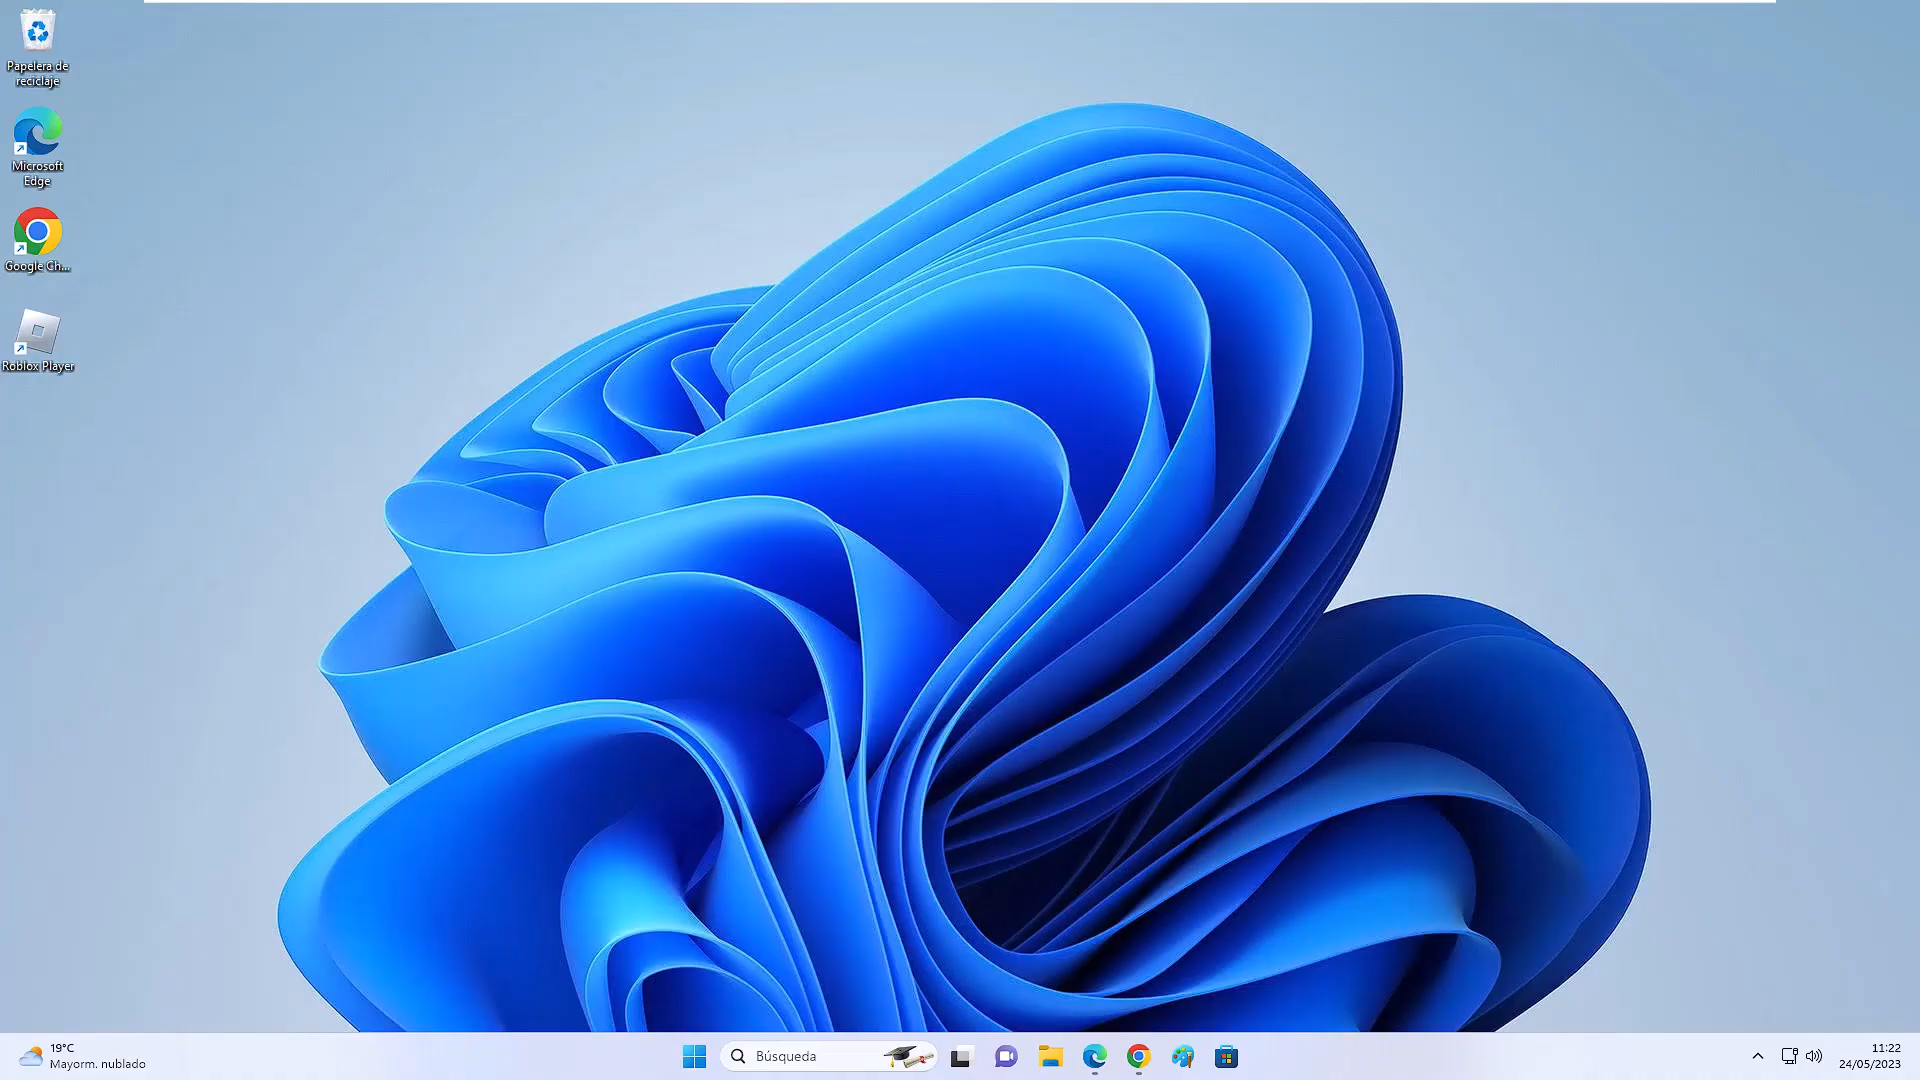 Papelera de
reciclaje
Microsoft
Edge
Google Ch...
Roblox Player
19°C
Mayorm. nublado
Búsqueda
11:22
24/05/2023